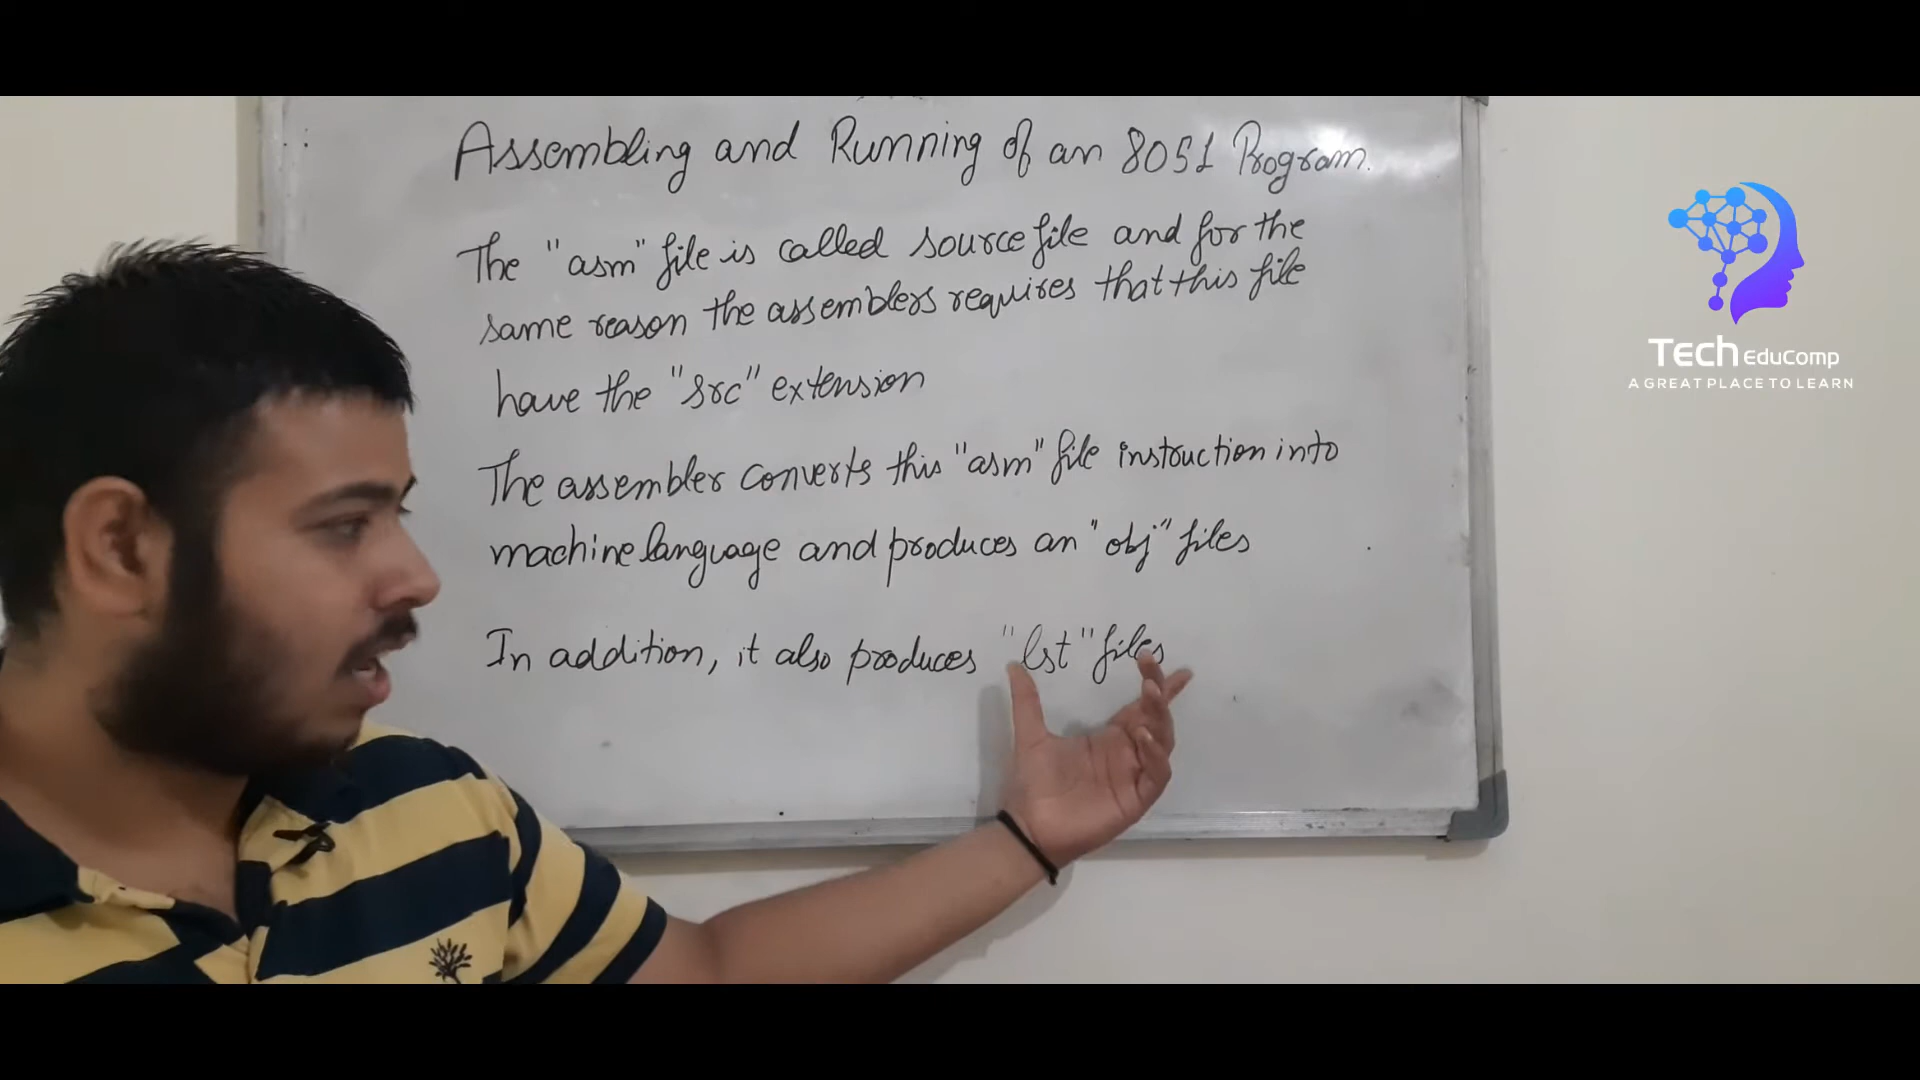 Assembling and Running of an 8051 Program.
The "asm" file is called source file and for the
same reason the assemblers requires that this file
have the "src" extension
The assembler converts this "asm" file instruction into
machine language and produces an "obj" files
In addition, it also produces "lst" files
Tech EduComp
A GREAT PLACE TO LEARN